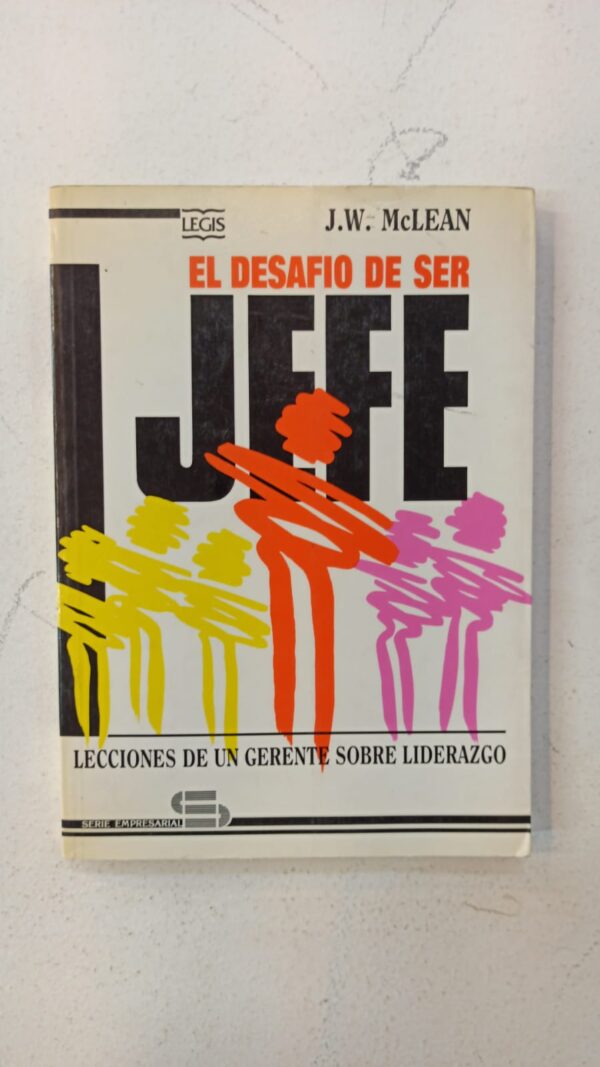 LEGIS
J.W. McLEAN
EL DESAFIO DE SER
JEFE
LECCIONES DE UN GERENTE SOBRE LIDERAZGO
SERIE EMPRESARIAL